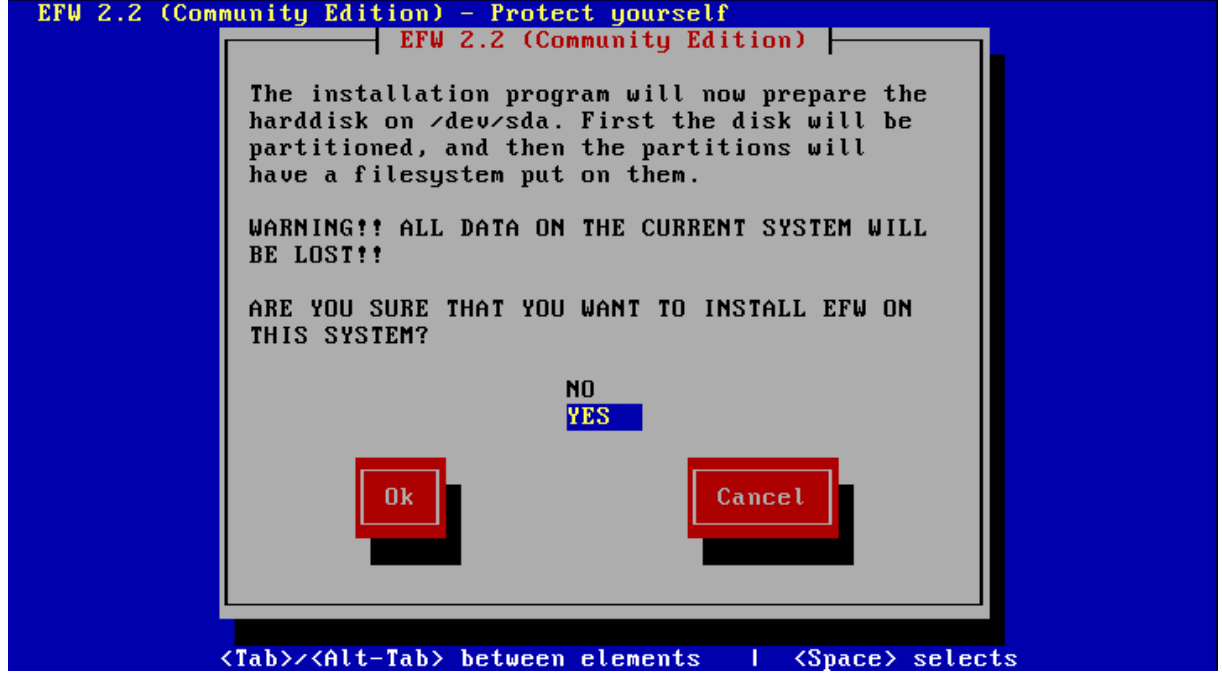 EFW 2.2 (Community Edition) - Protect yourself
EFW 2.2 (Community Edition)
The installation program will now prepare the
harddisk on /dev/sda. First the disk will be
partitioned, and then the partitions will
have a filesystem put on them.
WARNING!! ALL DATA ON THE CURRENT SYSTEM WILL
BE LOST!!
ARE YOU SURE THAT YOU WANT TO INSTALL EFW ON
THIS SYSTEM?
NO
YES
Ok Cancel
<Tab>/<Alt-Tab> between elements | <Space> selects